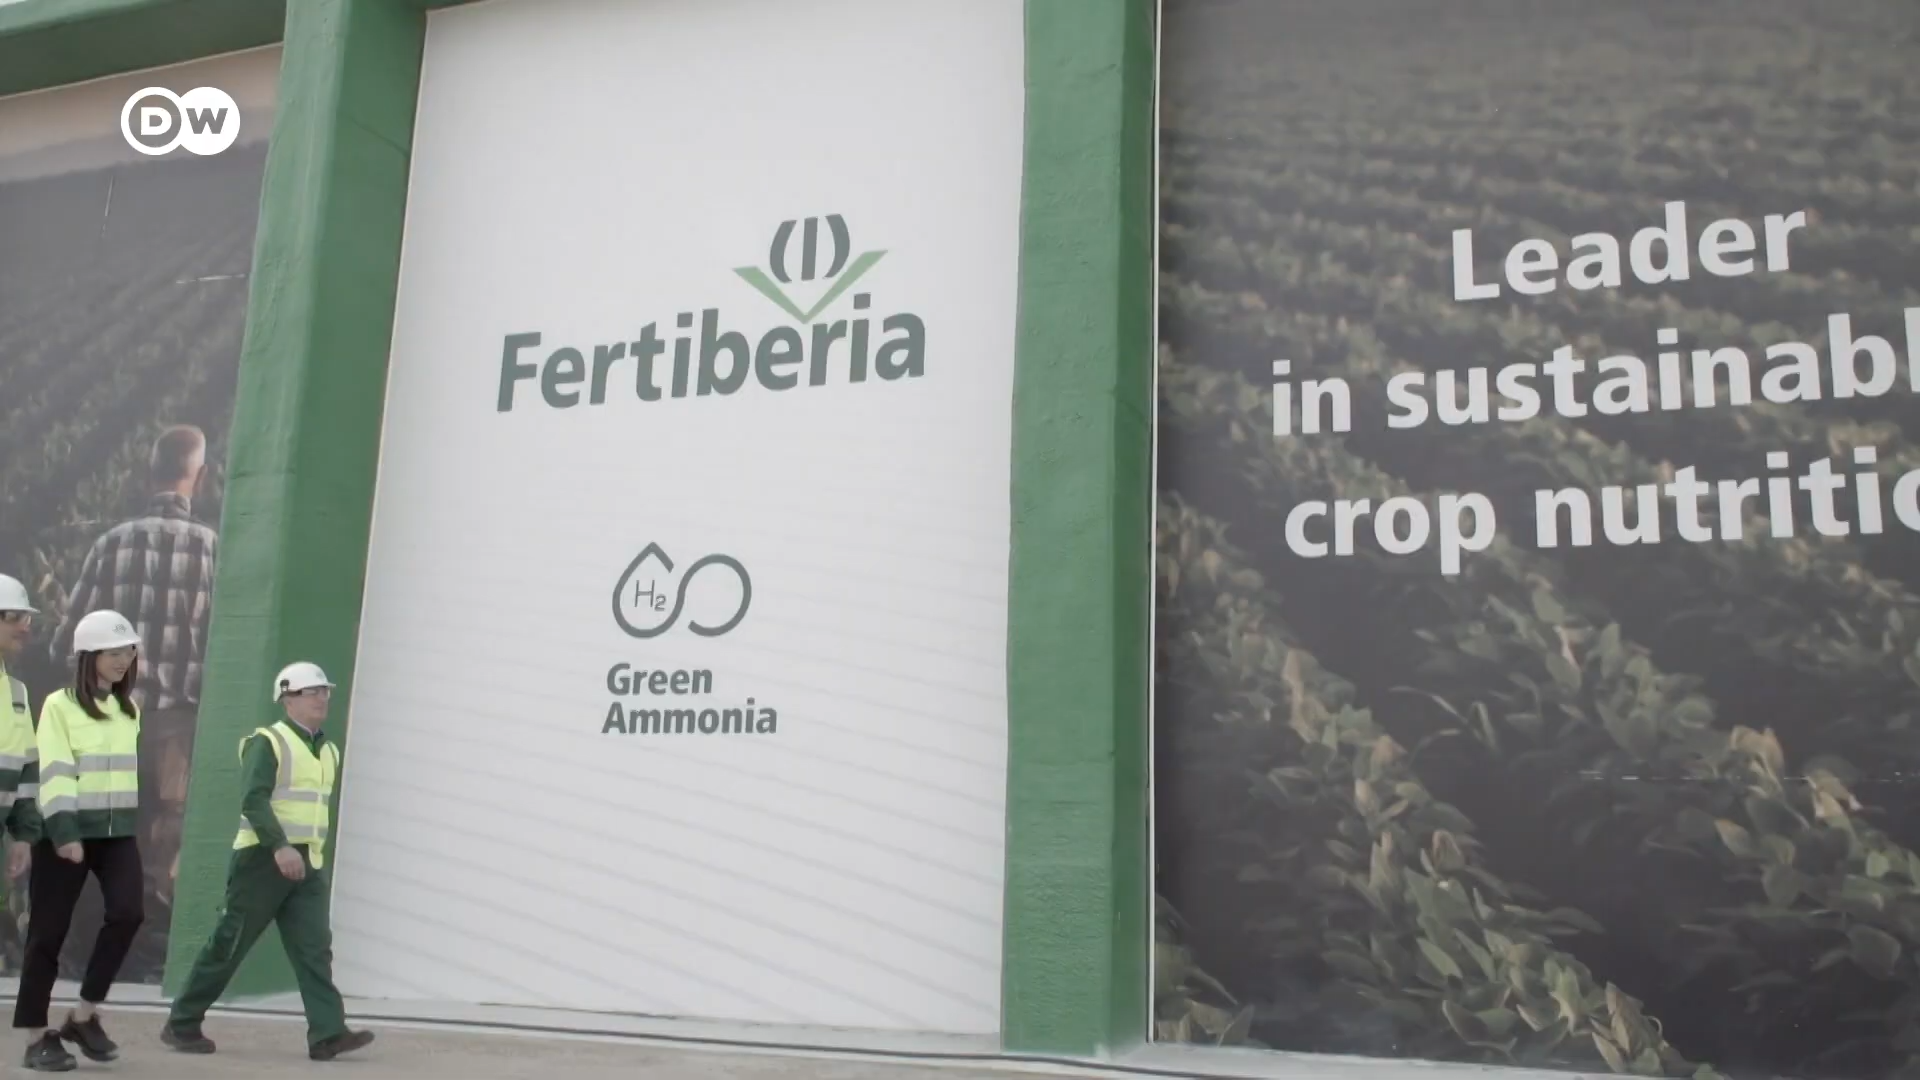 DW
Fertiberia
H2
Green
Ammonia
Leader
in sustainabl
crop nutritio